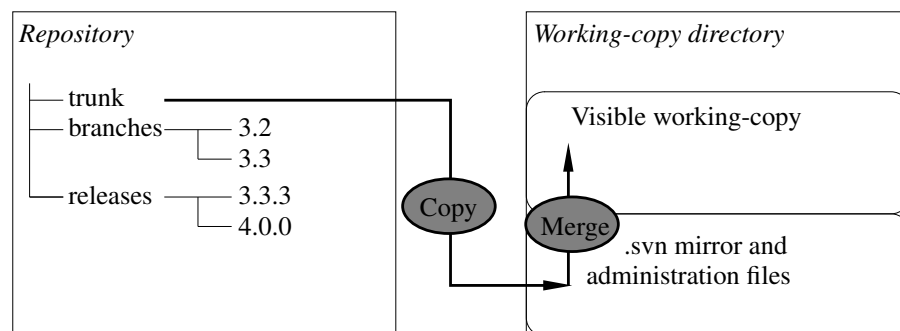 Repository
trunk
branches
3.2
3.3
releases
3.3.3
4.0.0
Copy
Working-copy directory
Visible working-copy
Merge
.svn mirror and
administration files